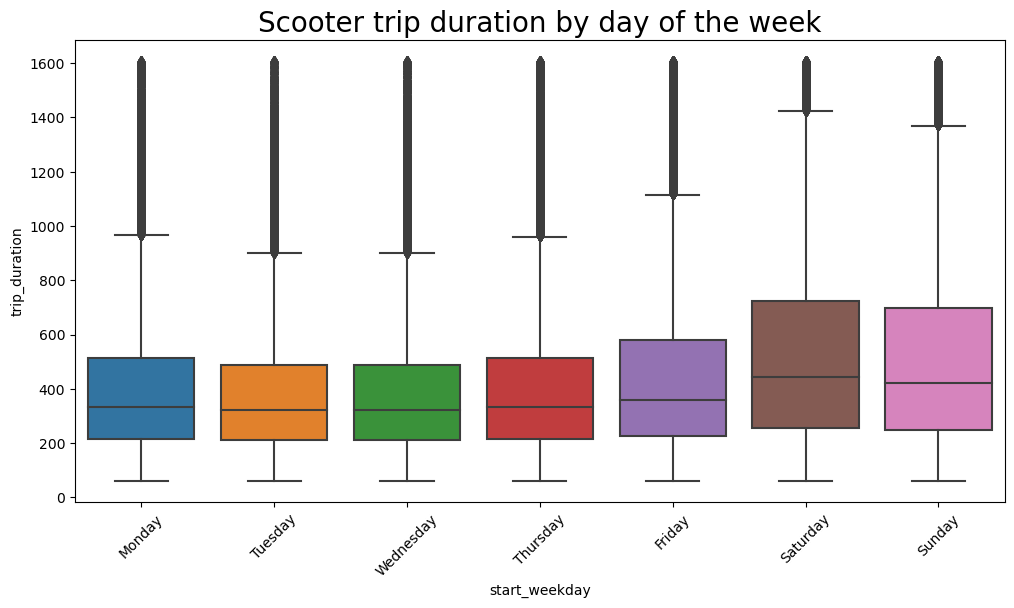 Scooter trip duration by day of the week
trip_duration
1600
1400
1200
1000
800
600
400
200
0
Monday
Tuesday
Wednesday
Thursday
Friday
Saturday
Sunday
start_weekday